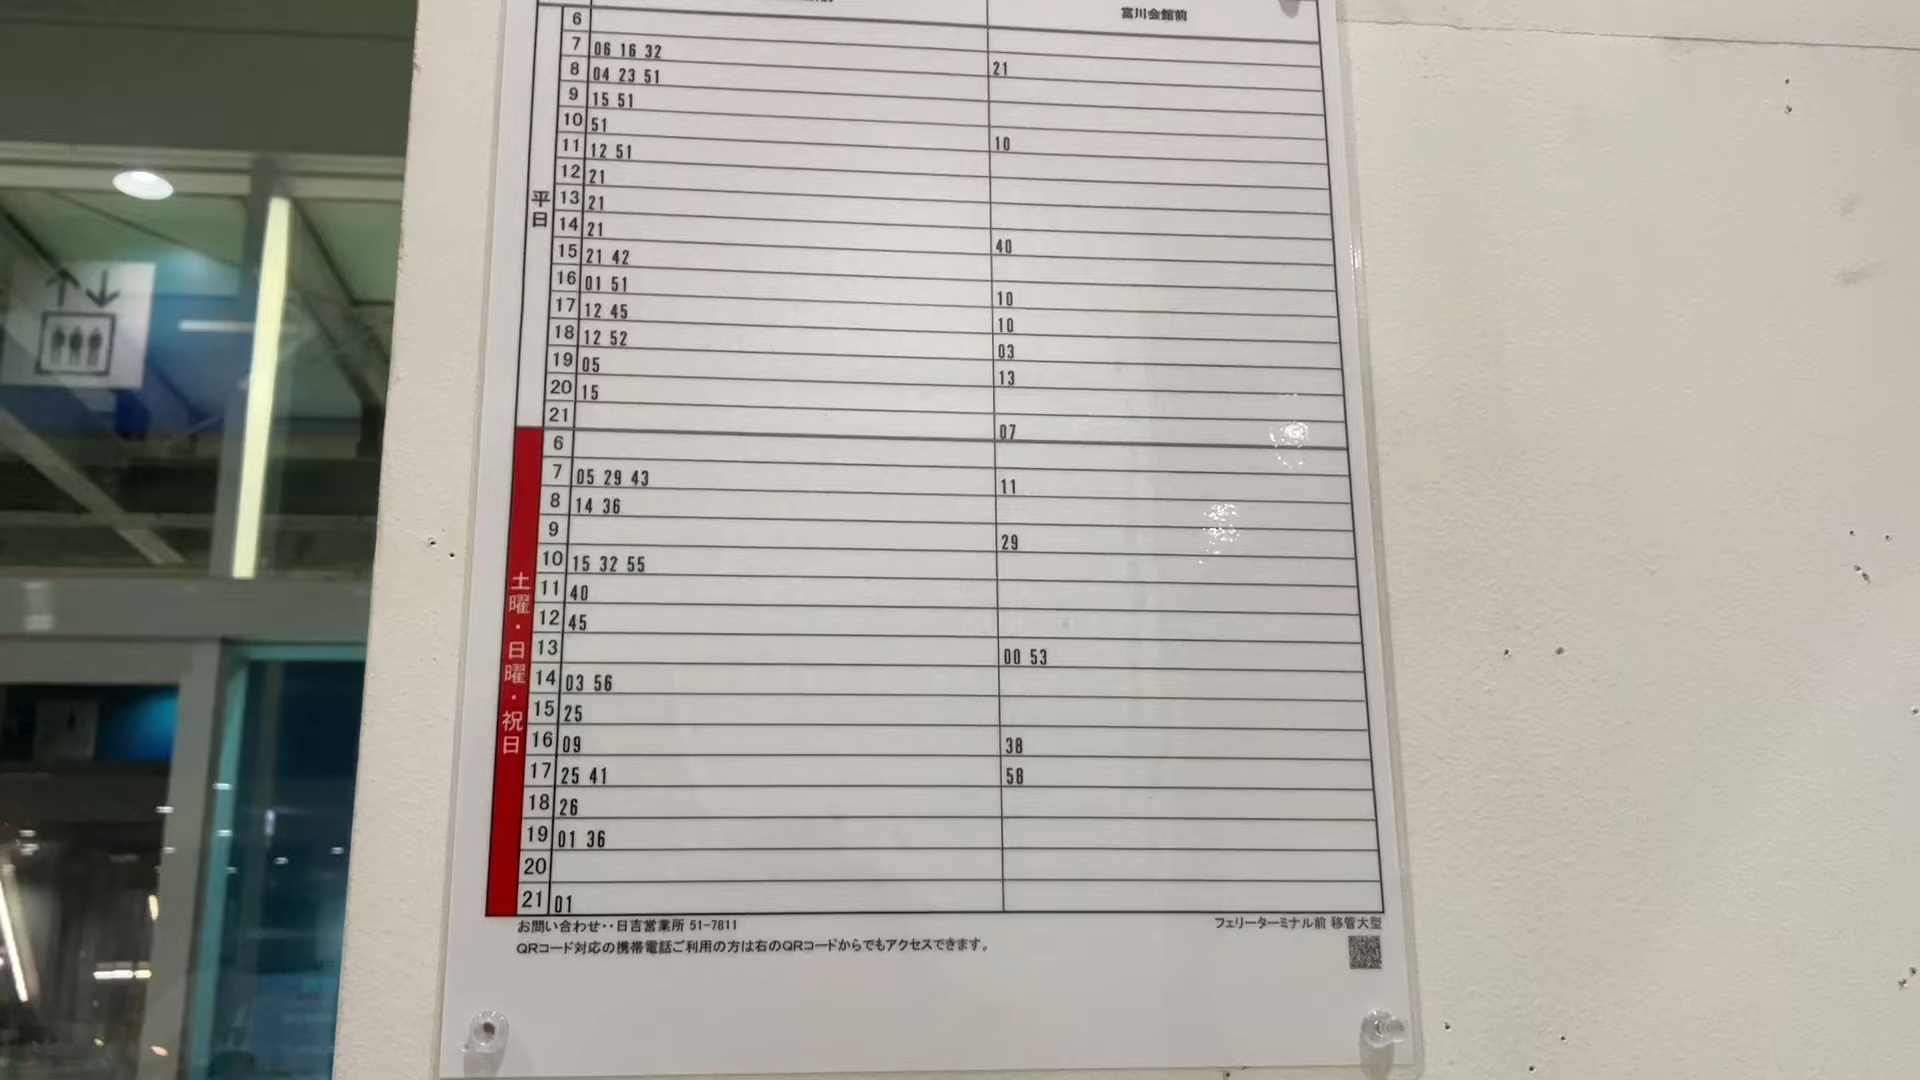 富川会館前
平日
6
7 06 16 32 21
8 04 23 51
9 15 51
10 51 10
11 12 51
12 21
13 21
14 21 40
15 21 42
16 01 51 10
17 12 45 10
18 12 52 03
19 05 13
20 15
21 07
土曜・日曜・祝日
6
7 05 29 43 11
8 14 36
9 29
10 15 32 55
11 40
12 45
13 00 53
14 03 56
15 25
16 09 38
17 25 41 58
18 26
19 01 36
20
21 01
お問い合わせ・・日吉営業所 51-7811 フェリーターミナル前 移管大型
QRコード対応の携帯電話ご利用の方は右のQRコードからでもアクセスできます。